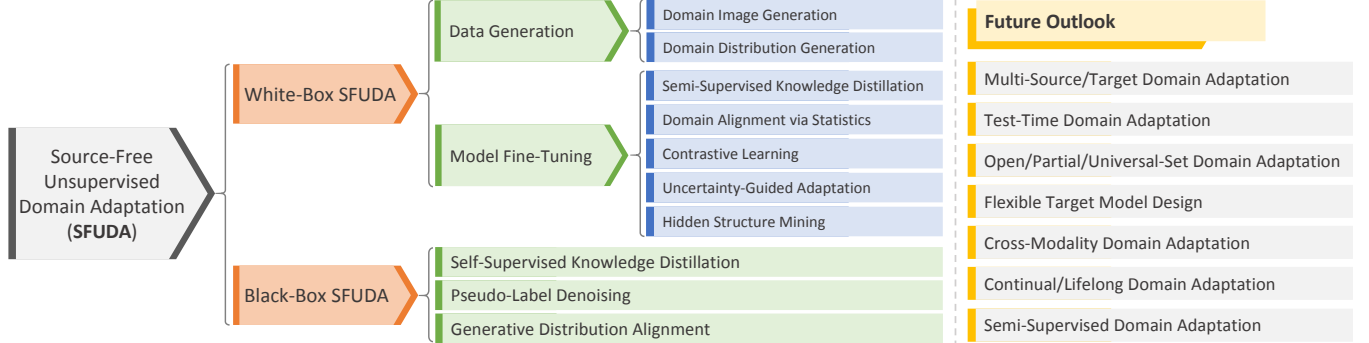 Source-Free
Unsupervised
Domain Adaptation
(SFUDA)
White-Box SFUDA
Data Generation
Domain Image Generation
Domain Distribution Generation
Model Fine-Tuning
Semi-Supervised Knowledge Distillation
Domain Alignment via Statistics
Contrastive Learning
Uncertainty-Guided Adaptation
Hidden Structure Mining
Black-Box SFUDA
Self-Supervised Knowledge Distillation
Pseudo-Label Denoising
Generative Distribution Alignment
Future Outlook
Multi-Source/Target Domain Adaptation
Test-Time Domain Adaptation
Open/Partial/Universal-Set Domain Adaptation
Flexible Target Model Design
Cross-Modality Domain Adaptation
Continual/Lifelong Domain Adaptation
Semi-Supervised Domain Adaptation